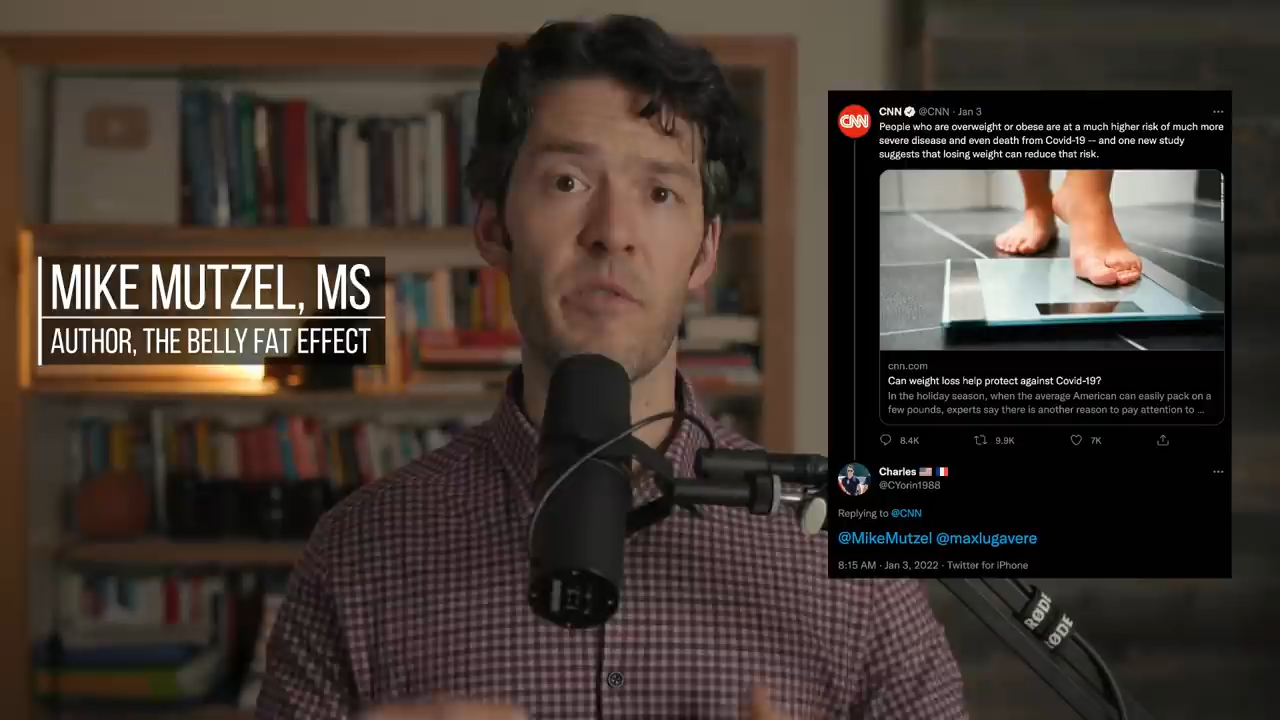 MIKE MUTZEL, MS
AUTHOR, THE BELLY FAT EFFECT
CNN
CNN @CNN · Jan 3
People who are overweight or obese are at a much higher risk of much more
severe disease and even death from Covid-19 -- and one new study
suggests that losing weight can reduce that risk.
cnn.com
Can weight loss help protect against Covid-19?
In the holiday season, when the average American can easily pack on a
few pounds, experts say there is another reason to pay attention to ...
8.4K 9.9K 7K
Charles
@CYorin1988
Replying to @CNN
@MikeMutzel @maxlugavere
8:15 AM · Jan 3, 2022 · Twitter for iPhone
RØDE
RØDE